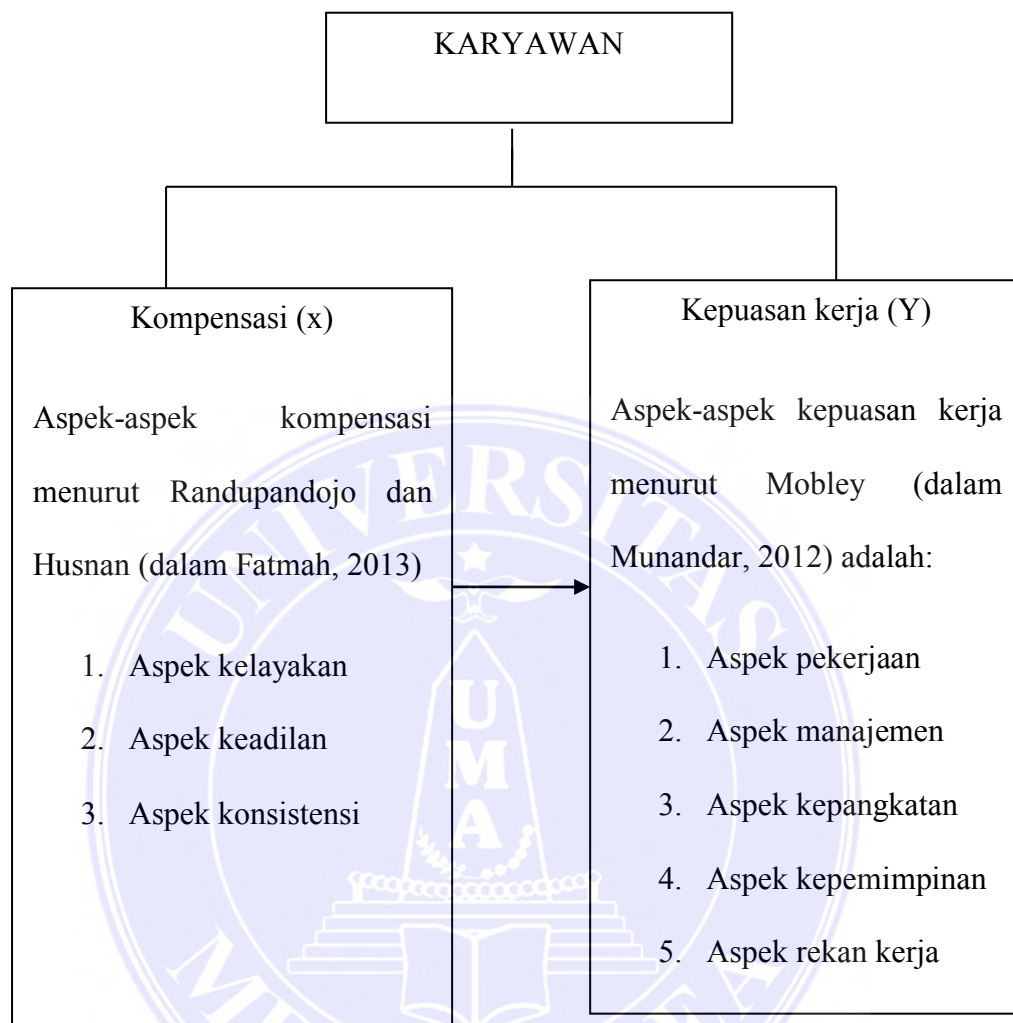 KARYAWAN
Kompensasi (x)
Aspek-aspek kompensasi
menurut Randupandojo dan
Husnan (dalam Fatmah, 2013)
1. Aspek kelayakan
2. Aspek keadilan
3. Aspek konsistensi
Kepuasan kerja (Y)
Aspek-aspek kepuasan kerja
menurut Mobley (dalam
Munandar, 2012) adalah:
1. Aspek pekerjaan
2. Aspek manajemen
3. Aspek kepangkatan
4. Aspek kepemimpinan
5. Aspek rekan kerja
UNIVERSITAS
UMA